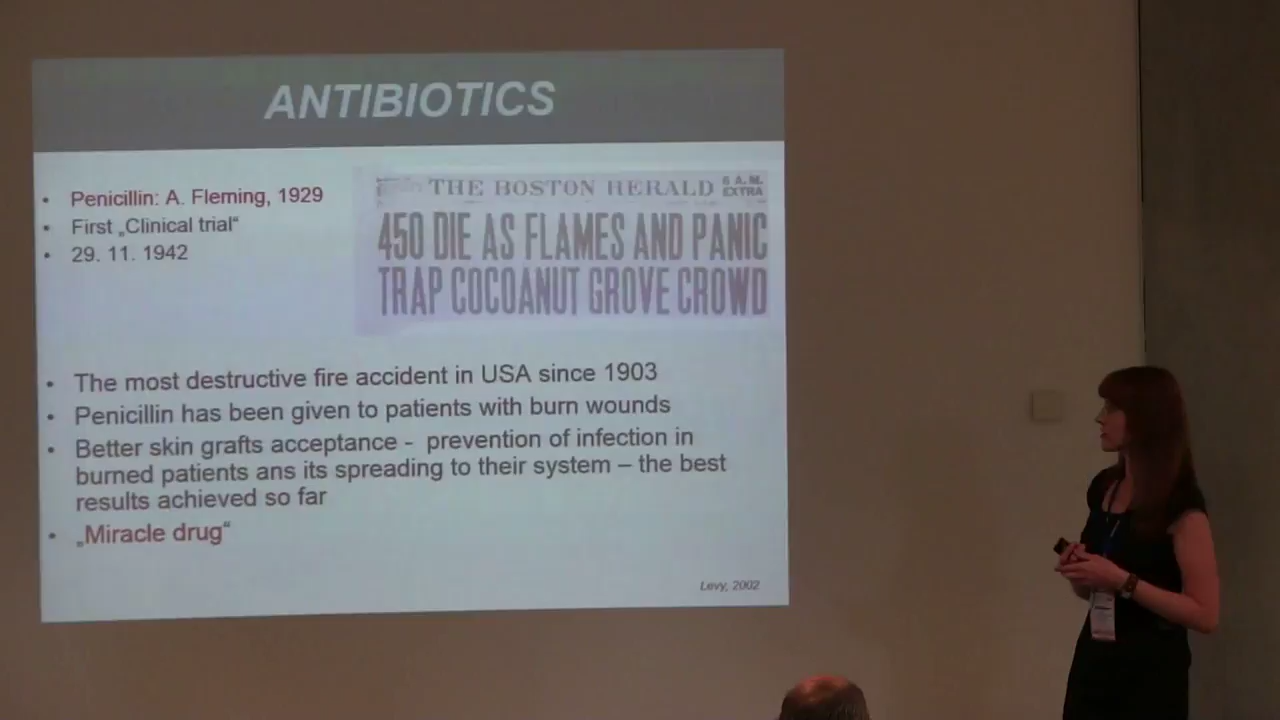 ANTIBIOTICS
• Penicillin: A. Fleming, 1929
• First „Clinical trial“
• 29. 11. 1942
THE BOSTON HERALD
6 A. M.
EXTRA
450 DIE AS FLAMES AND PANIC
TRAP COCOANUT GROVE CROWD
• The most destructive fire accident in USA since 1903
• Penicillin has been given to patients with burn wounds
• Better skin grafts acceptance - prevention of infection in
burned patients ans its spreading to their system – the best
results achieved so far
• „Miracle drug“
Levy, 2002